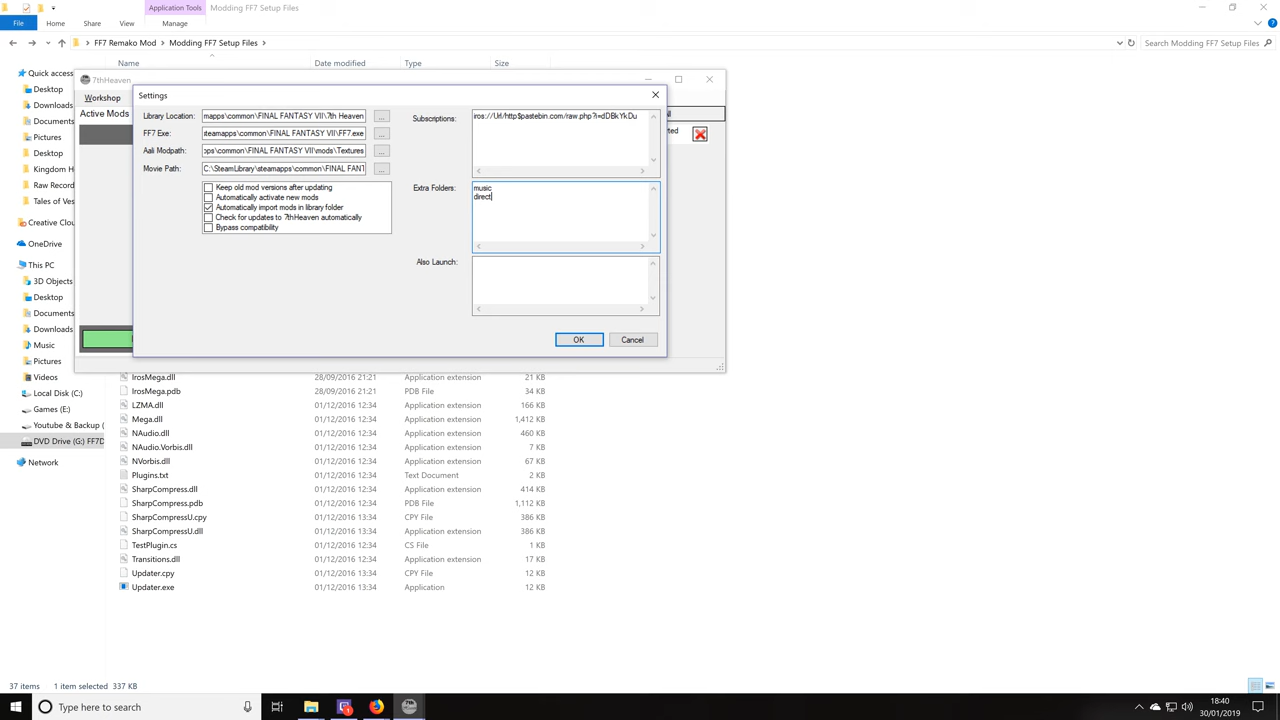 Application Tools
Modding FF7 Setup Files
File
Home
Share
View
Manage
FF7 Remako Mod
Modding FF7 Setup Files
Search Modding FF7 Setup Files
Name
Date modified
Type
Size
Quick access
Desktop
Downloads
Documents
Pictures
Desktop
Kingdom H
Raw Record
Tales of Ves
Creative Clou
OneDrive
This PC
3D Objects
Desktop
Documents
Downloads
Music
Pictures
Videos
Local Disk (C:)
Games (E:)
Youtube & Backup (
DVD Drive (G:) FF7D
Network
7thHeaven
Workshop
Active Mods
Settings
Library Location:
mapps\common\FINAL FANTASY VII\7th Heaven
...
FF7 Exe:
steamapps\common\FINAL FANTASY VII\FF7.exe
...
Aali Modpath:
ps\common\FINAL FANTASY VII\mods\Textures
...
Movie Path:
C:\SteamLibrary\steamapps\common\FINAL FANT
...
Keep old mod versions after updating
Automatically activate new mods
Automatically import mods in library folder
Check for updates to 7thHeaven automatically
Bypass compatibility
Subscriptions:
iros://Url/http$pastebin.com/raw.php?i=dDBkYkDu
Extra Folders:
music
direct
Also Launch:
OK
Cancel
IrosMega.dll 28/09/2016 21:21 Application extension 21 KB
IrosMega.pdb 28/09/2016 21:21 PDB File 34 KB
LZMA.dll 01/12/2016 12:34 Application extension 166 KB
Mega.dll 01/12/2016 12:34 Application extension 1,412 KB
NAudio.dll 01/12/2016 12:34 Application extension 460 KB
NAudio.Vorbis.dll 01/12/2016 12:34 Application extension 7 KB
NVorbis.dll 01/12/2016 12:34 Application extension 67 KB
Plugins.txt 01/12/2016 12:34 Text Document 2 KB
SharpCompress.dll 01/12/2016 12:34 Application extension 414 KB
SharpCompress.pdb 01/12/2016 12:34 PDB File 1,112 KB
SharpCompressU.cpy 01/12/2016 13:34 CPY File 386 KB
SharpCompressU.dll 01/12/2016 13:34 Application extension 386 KB
TestPlugin.cs 01/12/2016 12:34 CS File 1 KB
Transitions.dll 01/12/2016 12:34 Application extension 17 KB
Updater.cpy 01/12/2016 13:34 CPY File 12 KB
Updater.exe 01/12/2016 13:34 Application 12 KB
37 items
1 item selected 337 KB
Type here to search
18:40
30/01/2019